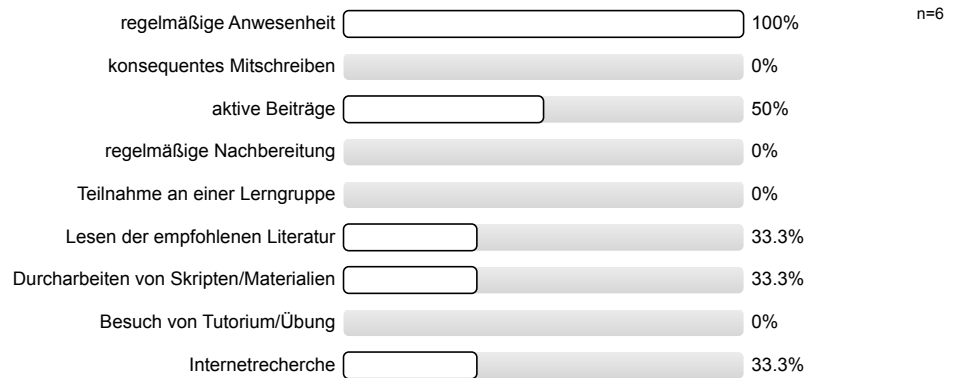 regelmäßige Anwesenheit 100% n=6
konsequentes Mitschreiben 0%
aktive Beiträge 50%
regelmäßige Nachbereitung 0%
Teilnahme an einer Lerngruppe 0%
Lesen der empfohlenen Literatur 33.3%
Durcharbeiten von Skripten/Materialien 33.3%
Besuch von Tutorium/Übung 0%
Internetrecherche 33.3%